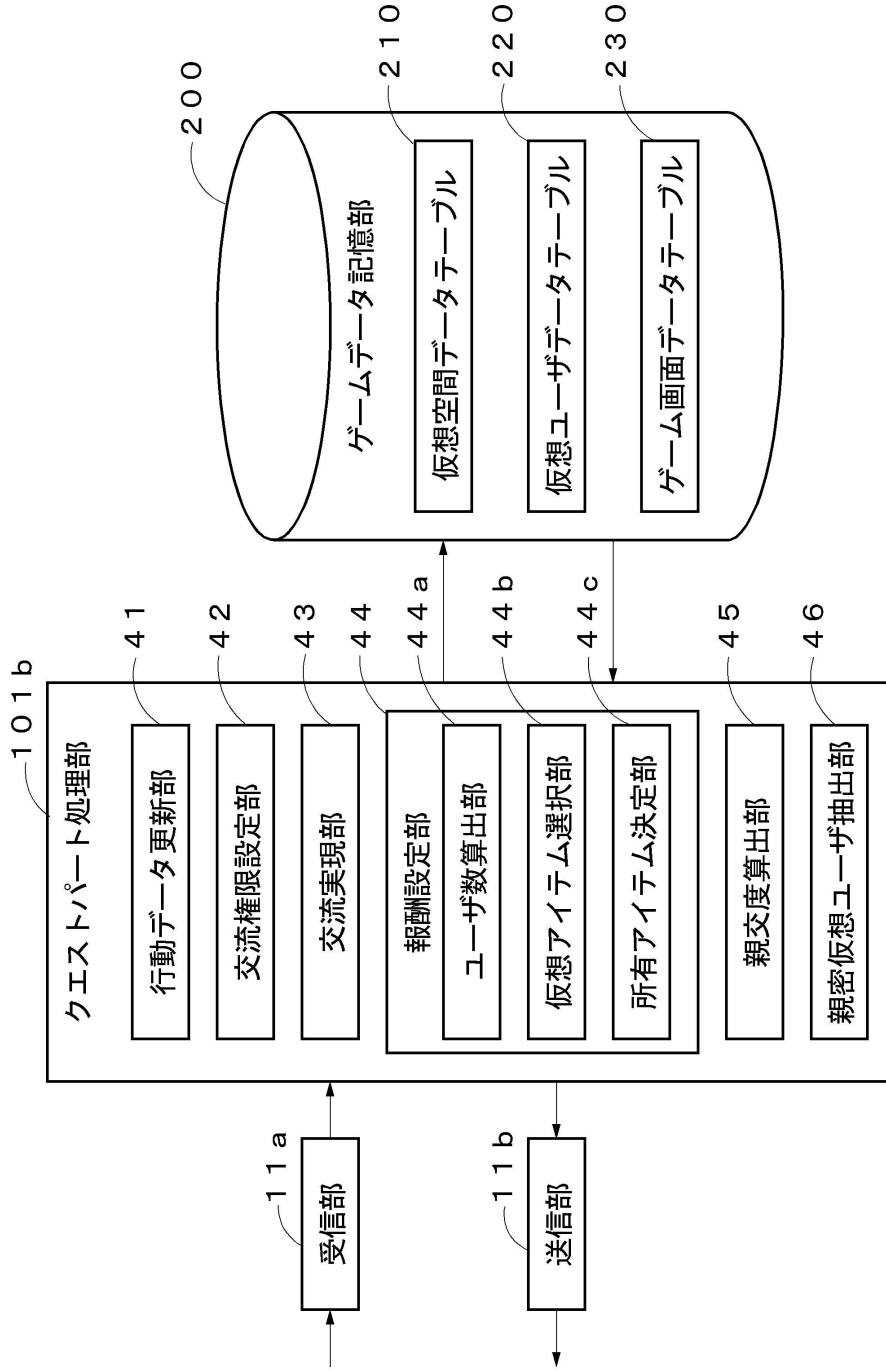 １０１ｂ
クエストパート処理部
行動データ更新部
４１
交流権限設定部
４２
交流実現部
４３
報酬設定部
４４
ユーザ数算出部
４４ａ
仮想アイテム選択部
４４ｂ
所有アイテム決定部
４４ｃ
親交度算出部
４５
親密仮想ユーザ抽出部
４６
１１ａ
受信部
１１ｂ
送信部
２００
ゲームデータ記憶部
仮想空間データテーブル
２１０
仮想ユーザデータテーブル
２２０
ゲーム画面データテーブル
２３０